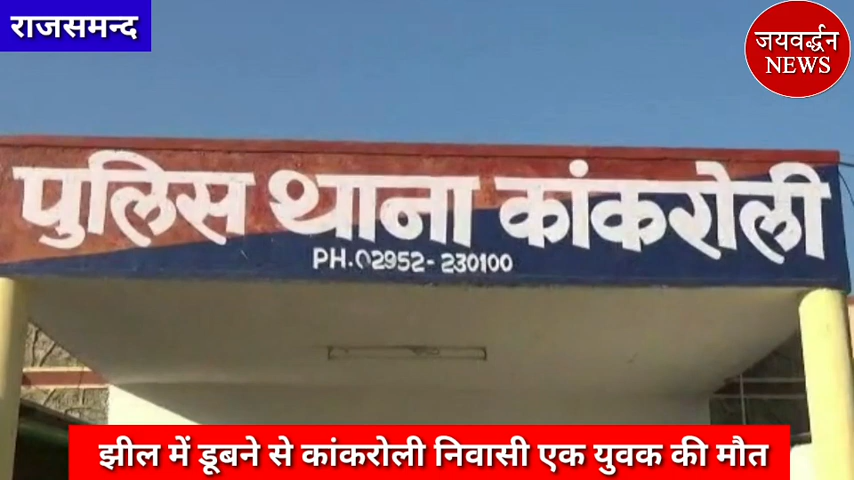 राजसमन्द
जयवर्द्धन
NEWS
पुलिस थाना कांकरोली
PH.02952-230100
झील में डूबने से कांकरोली निवासी एक युवक की मौत